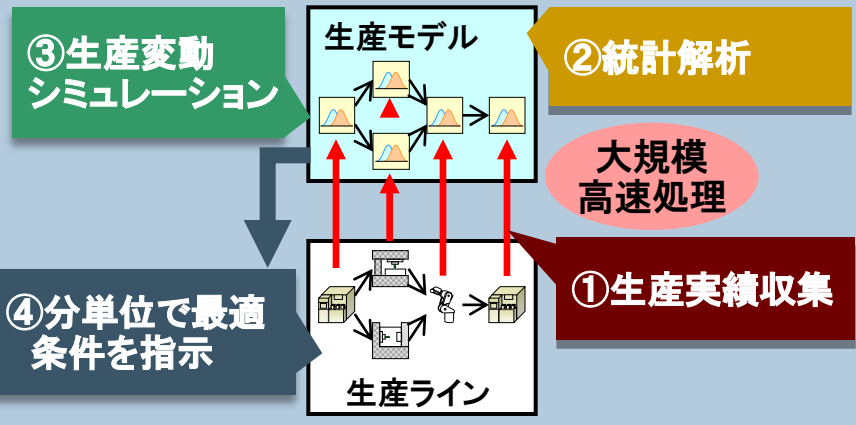 ③生産変動
シミュレーション
生産モデル
②統計解析
大規模
高速処理
①生産実績収集
④分単位で最適
条件を指示
生産ライン